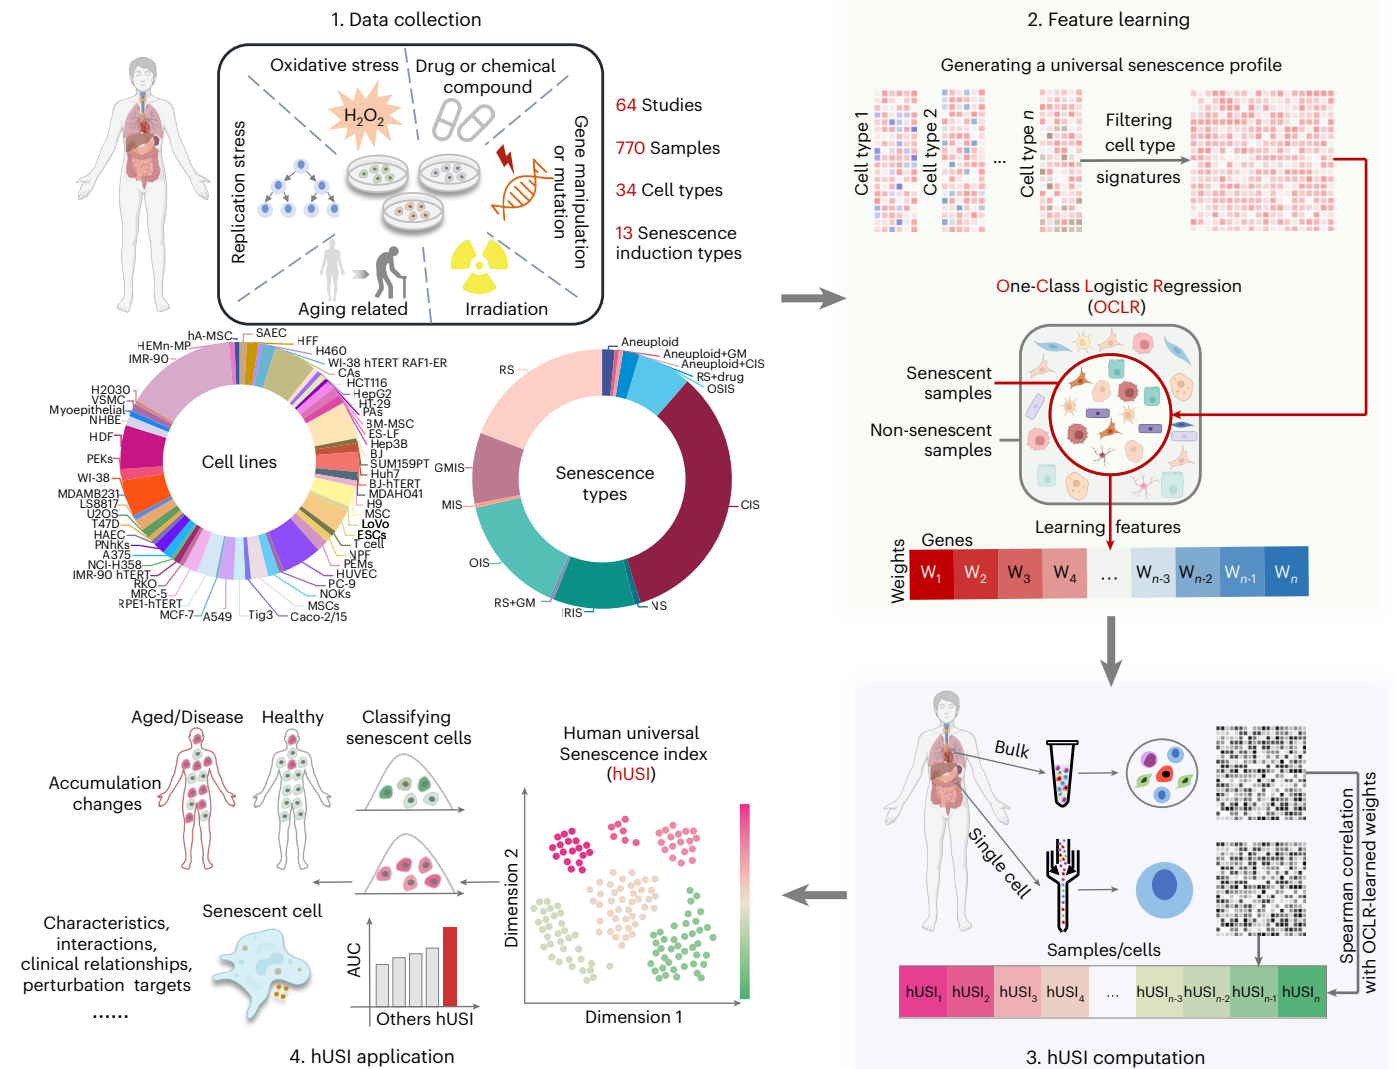 1. Data collection
Oxidative stress
Drug or chemical
compound
H2O2
Replication stress
Gene manipulation
or mutation
Aging related
Irradiation
64 Studies
770 Samples
34 Cell types
13 Senescence
induction types
Cell lines
hA-MSC
HEMn-MP
IMR-90
H2030
VSMC
Myoepithelial
NHBE
HDF
PEKs
WI-38
MDAMB231
LS8817
U2OS
T47D
HAEC
PNhKs
A375
NCI-H358
IMR-90 hTERT
RKO
MRC-5
RPE1-hTERT
MCF-7
A549
Tig3
Caco-2/15
MSCs
NOKs
PC-9
HUVEC
PEMs
NPF
T cell
ESCs
LoVo
MSC
H9
MDAH041
BJ-hTERT
Huh7
SUM159PT
BJ
Hep3B
ES-LF
BM-MSC
PAs
HT-29
HepG2
HCT116
CAs
WI-38 hTERT RAF1-ER
H460
HFF
SAEC
Senescence
types
Aneuploid
Aneuploid+GM
Aneuploid+CIS
RS+drug
OSIS
CIS
NS
IRIS
RS+GM
OIS
MIS
GMIS
RS
2. Feature learning
Generating a universal senescence profile
Cell type 1
Cell type 2
...
Cell type n
Filtering
cell type
signatures
One-Class Logistic Regression
(OCLR)
Senescent
samples
Non-senescent
samples
Learning features
Genes
Weights
W1 W2 W3 W4 ... Wn-3 Wn-2 Wn-1 Wn
3. hUSI computation
Bulk
Single cell
Spearman correlation
with OCLR-learned weights
Samples/cells
hUSI1 hUSI2 hUSI3 hUSI4 ... hUSIn-3 hUSIn-2 hUSIn-1 hUSIn
4. hUSI application
Human universal
Senescence index
(hUSI)
Dimension 2
Dimension 1
Classifying
senescent cells
Aged/Disease
Healthy
Accumulation
changes
Senescent cell
Characteristics,
interactions,
clinical relationships,
perturbation targets
......
AUC
Others hUSI